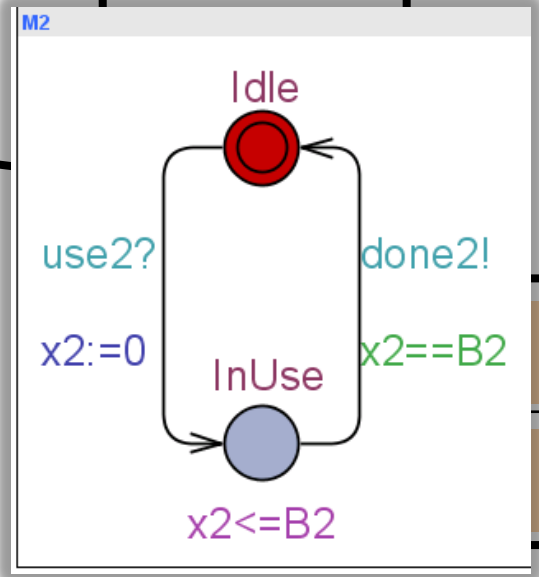 M2
Idle
use2?
done2!
x2:=0
x2==B2
InUse
x2<=B2